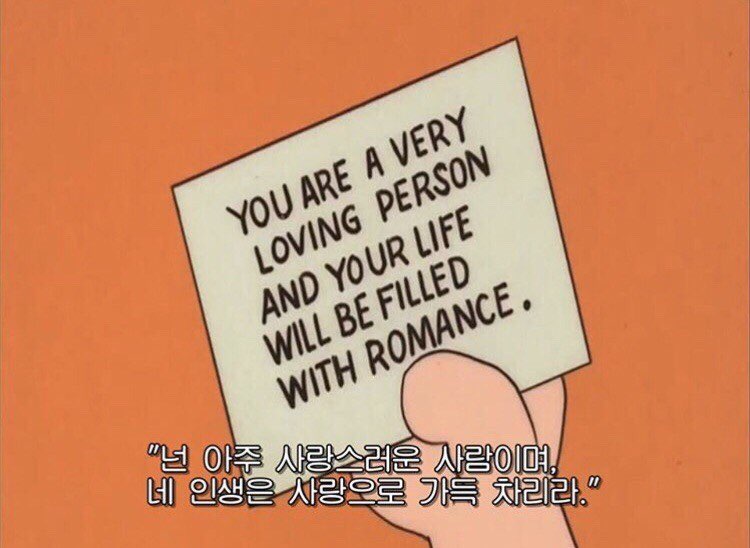 YOU ARE A VERY
LOVING PERSON
AND YOUR LIFE
WILL BE FILLED
WITH ROMANCE.
"넌 아주 사랑스러운 사람이며,
네 인생은 사랑으로 가득 차리라."